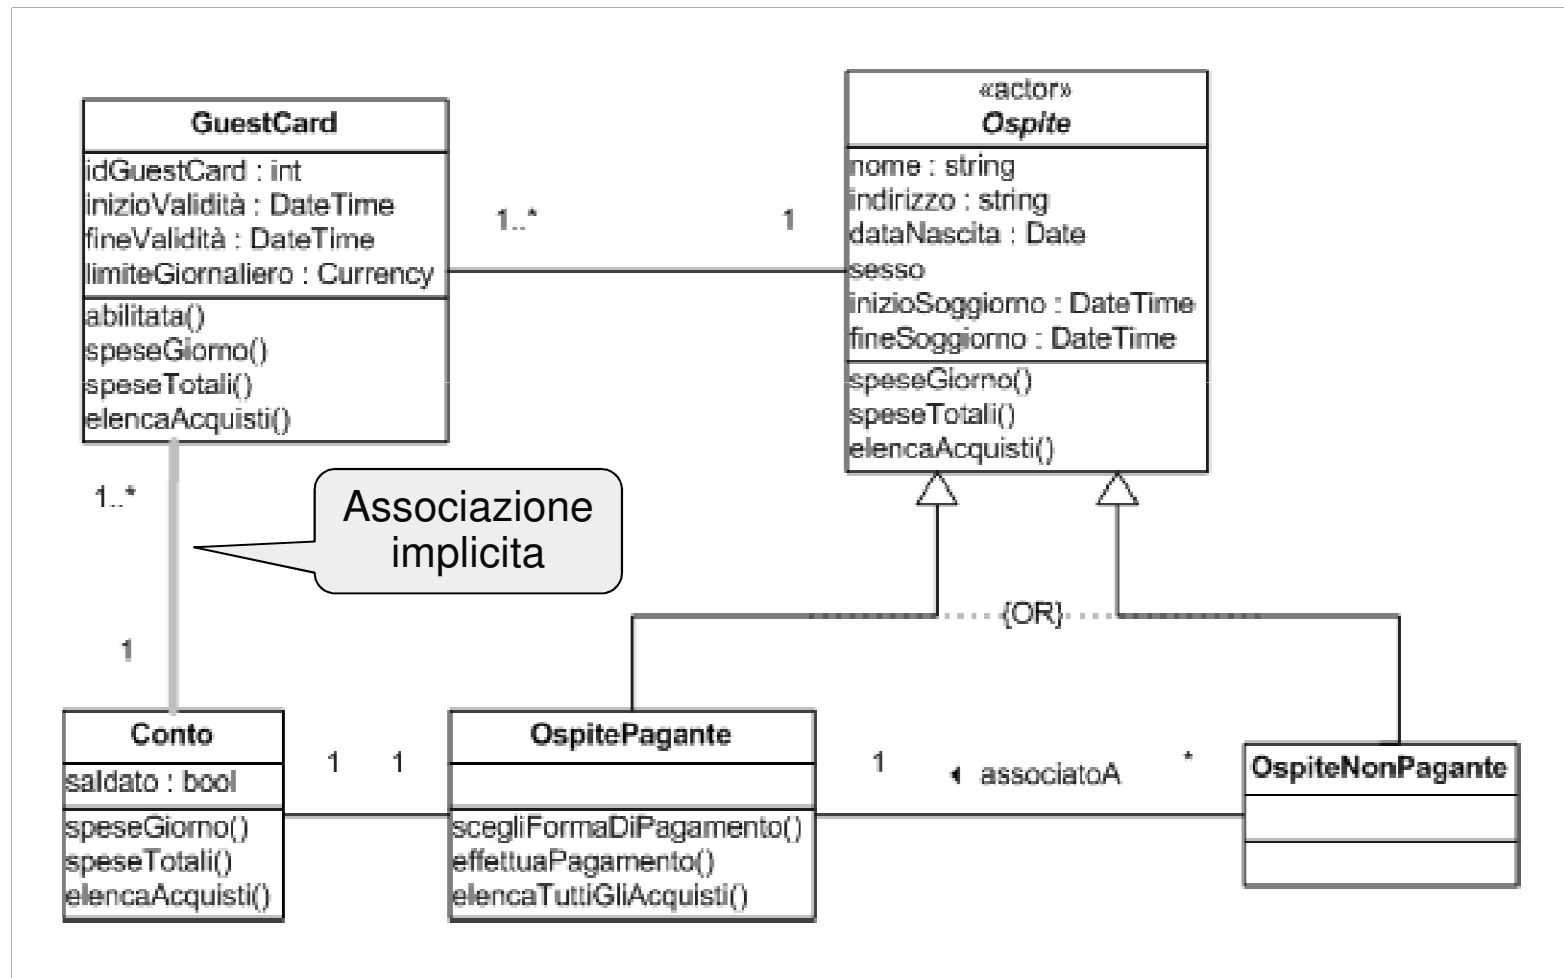 GuestCard
idGuestCard : int
inizioValidità : DateTime
fineValidità : DateTime
limiteGiornaliero : Currency
abilitata()
speseGiorno()
speseTotali()
elencaAcquisti()
1..*
1
«actor»
Ospite
nome : string
indirizzo : string
dataNascita : Date
sesso
inizioSoggiorno : DateTime
fineSoggiorno : DateTime
speseGiorno()
speseTotali()
elencaAcquisti()
1..*
Associazione
implicita
1
{OR}
Conto
saldato : bool
speseGiorno()
speseTotali()
elencaAcquisti()
1
1
OspitePagante
scegliFormaDiPagamento()
effettuaPagamento()
elencaTuttiGliAcquisti()
1
associatoA
*
OspiteNonPagante